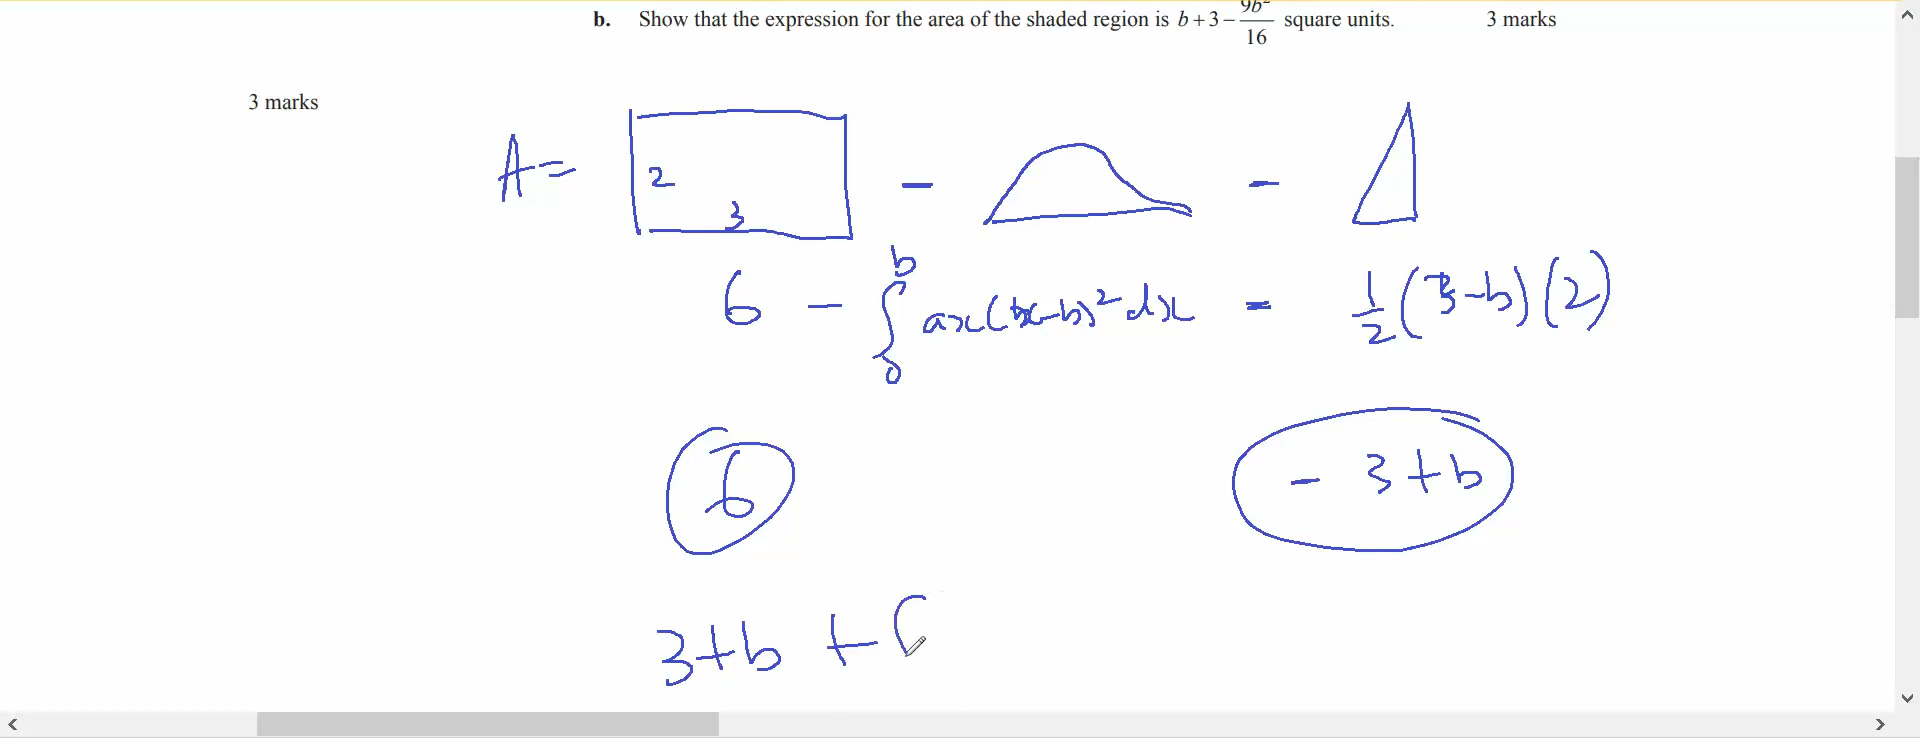 b. Show that the expression for the area of the shaded region is b + 3 − 9b²/16 square units. 3 marks
3 marks
A =
2
3
− −
6 − ∫₀ᵇ ax(x−b)² dx = ½(3−b)(2)
6 − 3 + b
3 + b + (